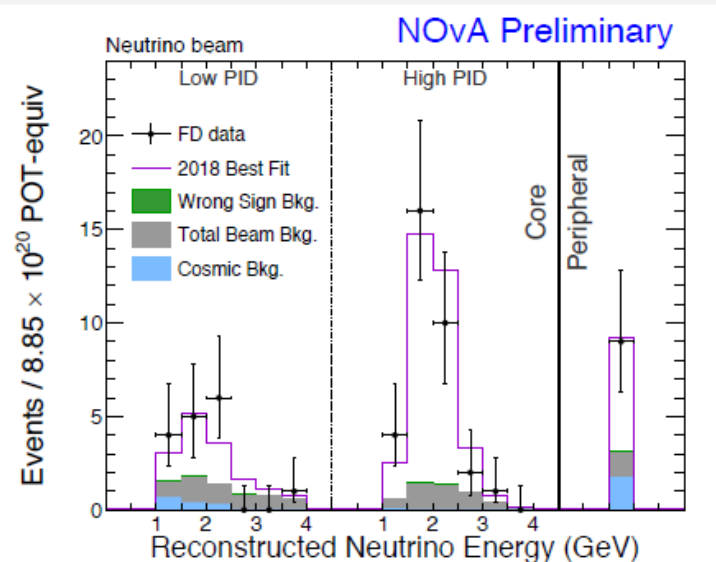 NOvA Preliminary
Neutrino beam
Low PID
High PID
FD data
2018 Best Fit
Wrong Sign Bkg.
Total Beam Bkg.
Cosmic Bkg.
Core
Peripheral
Events / 8.85 × 10²⁰ POT-equiv
20
15
10
5
0
1 2 3 4 1 2 3 4
Reconstructed Neutrino Energy (GeV)